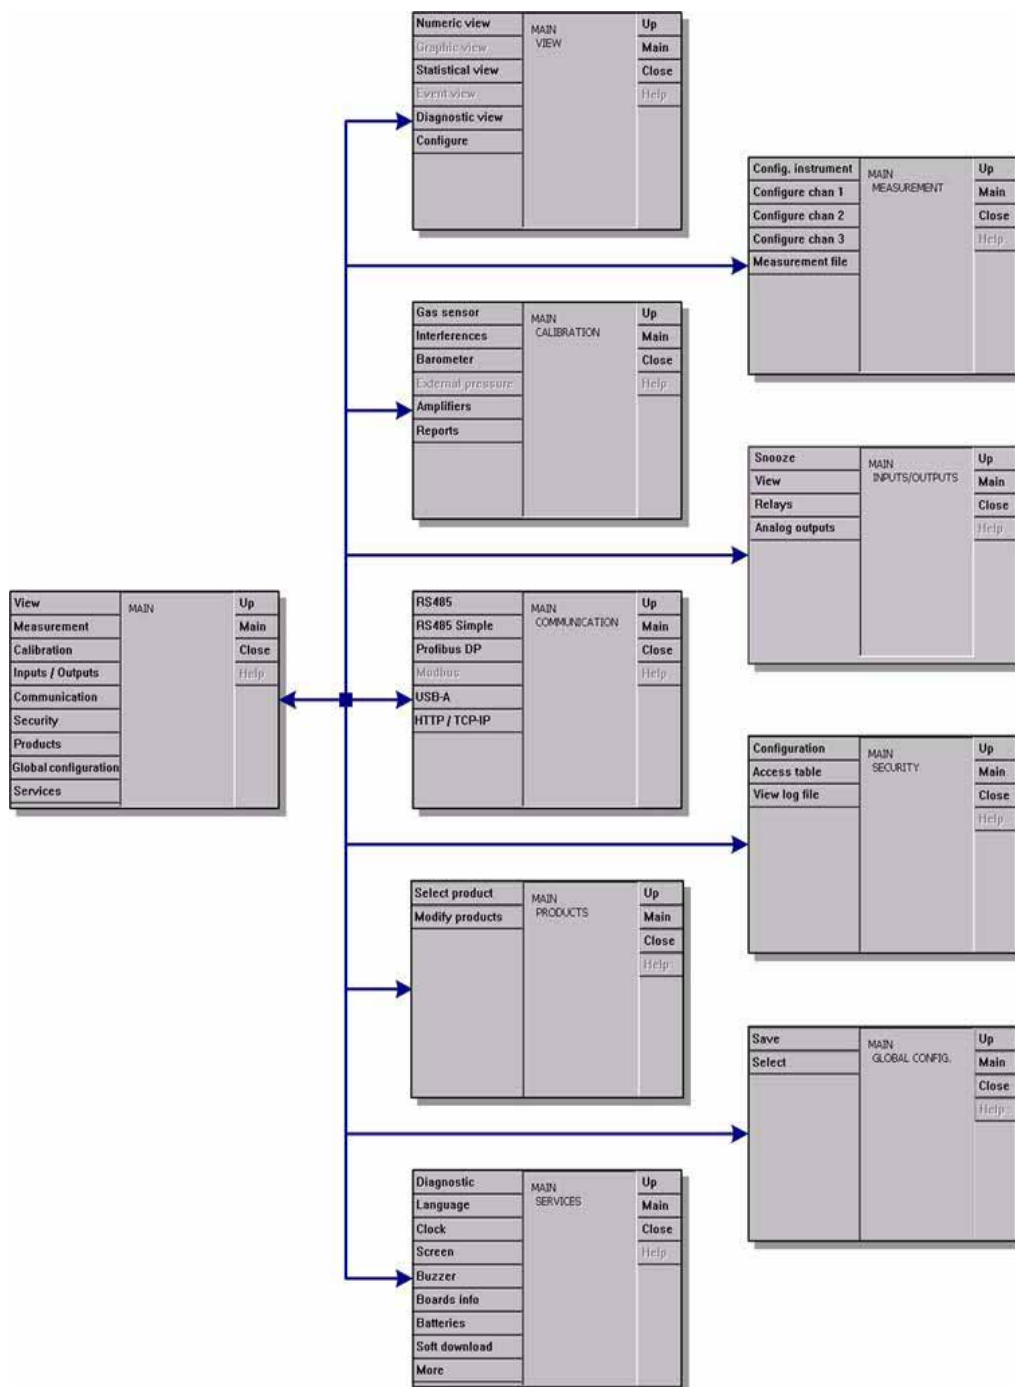 Numeric view
Graphic view
Statistical view
Event view
Diagnostic view
Configure
MAIN
VIEW
Up
Main
Close
Help
Config. instrument
Configure chan 1
Configure chan 2
Configure chan 3
Measurement file
MAIN
MEASUREMENT
Up
Main
Close
Help
Gas sensor
Interferences
Barometer
External pressure
Amplifiers
Reports
MAIN
CALIBRATION
Up
Main
Close
Help
Snooze
View
Relays
Analog outputs
MAIN
INPUTS/OUTPUTS
Up
Main
Close
Help
View
Measurement
Calibration
Inputs / Outputs
Communication
Security
Products
Global configuration
Services
MAIN
Up
Main
Close
Help
RS485
RS485 Simple
Profibus DP
Modbus
USB-A
HTTP / TCP-IP
MAIN
COMMUNICATION
Up
Main
Close
Help
Configuration
Access table
View log file
MAIN
SECURITY
Up
Main
Close
Help
Select product
Modify products
MAIN
PRODUCTS
Up
Main
Close
Help
Save
Select
MAIN
GLOBAL CONFIG.
Up
Main
Close
Help
Diagnostic
Language
Clock
Screen
Buzzer
Boards info
Batteries
Soft download
More
MAIN
SERVICES
Up
Main
Close
Help